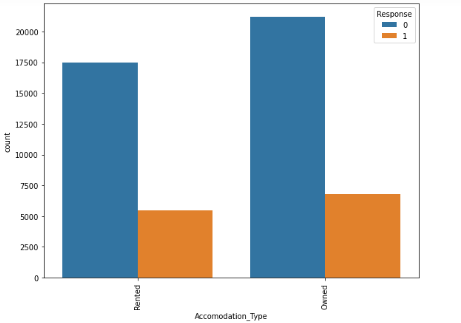 Response
0
1
20000
17500
15000
12500
10000
7500
5000
2500
0
count
Rented
Owned
Accomodation_Type